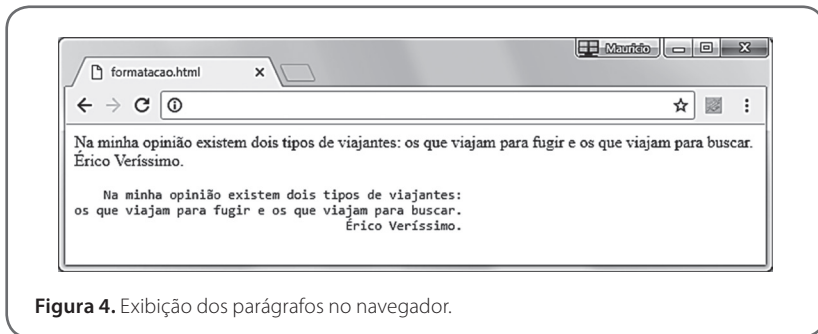 Maurício
formatacao.html
Na minha opinião existem dois tipos de viajantes: os que viajam para fugir e os que viajam para buscar.
Érico Veríssimo.
Na minha opinião existem dois tipos de viajantes:
os que viajam para fugir e os que viajam para buscar.
Érico Veríssimo.
Figura 4. Exibição dos parágrafos no navegador.